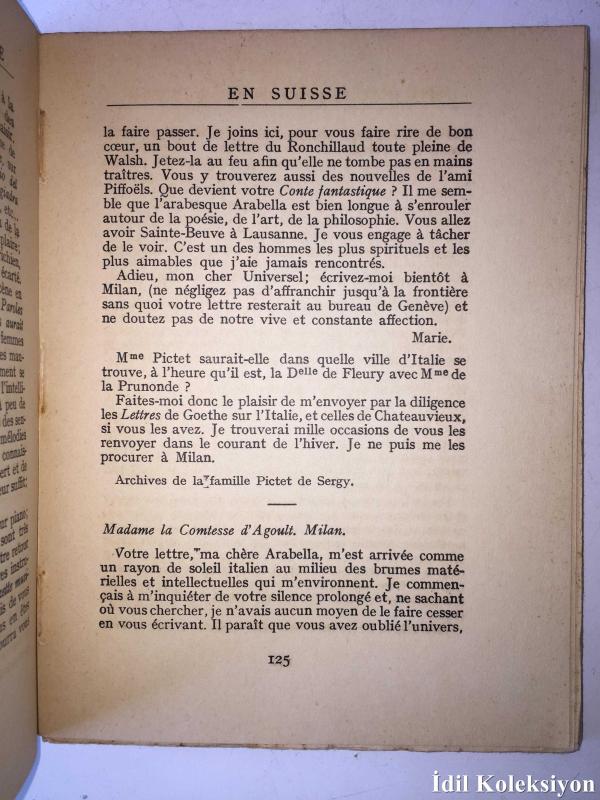 EN SUISSE
la faire passer. Je joins ici, pour vous faire rire de bon
cœur, un bout de lettre du Ronchillaud toute pleine de
Walsh. Jetez-la au feu afin qu'elle ne tombe pas en mains
traîtres. Vous y trouverez aussi des nouvelles de l'ami
Piffoëls. Que devient votre Conte fantastique ? Il me sem-
ble que l'arabesque Arabella est bien longue à s'enrouler
autour de la poésie, de l'art, de la philosophie. Vous allez
avoir Sainte-Beuve à Lausanne. Je vous engage à tâcher
de le voir. C'est un des hommes les plus spirituels et les
plus aimables que j'aie jamais rencontrés.
Adieu, mon cher Universel; écrivez-moi bientôt à
Milan, (ne négligez pas d'affranchir jusqu'à la frontière
sans quoi votre lettre resterait au bureau de Genève) et
ne doutez pas de notre vive et constante affection.
Marie.
Mme Pictet saurait-elle dans quelle ville d'Italie se
trouve, à l'heure qu'il est, la Delle de Fleury avec Mme de
la Prunonde ?
Faites-moi donc le plaisir de m'envoyer par la diligence
les Lettres de Goethe sur l'Italie, et celles de Chateauvieux,
si vous les avez. Je trouverai mille occasions de vous les
renvoyer dans le courant de l'hiver. Je ne puis me les
procurer à Milan.
Archives de la famille Pictet de Sergy.
Madame la Comtesse d'Agoult. Milan.
Votre lettre, ma chère Arabella, m'est arrivée comme
un rayon de soleil italien au milieu des brumes maté-
rielles et intellectuelles qui m'environnent. Je commen-
çais à m'inquiéter de votre silence prolongé et, ne sachant
où vous chercher, je n'avais aucun moyen de le faire cesser
en vous écrivant. Il paraît que vous avez oublié l'univers,
125
İdil Koleksiyon